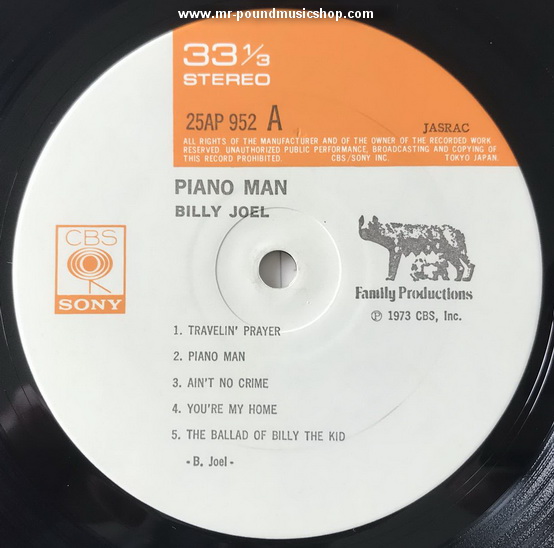 www.mr-poundmusicshop.com
33 1/3
STEREO
25AP 952 A
JASRAC
ALL RIGHTS OF THE MANUFACTURER AND OF THE OWNER OF THE RECORDED WORK
RESERVED. UNAUTHORIZED PUBLIC PERFORMANCE, BROADCASTING AND COPYING OF
THIS RECORD PROHIBITED. CBS/SONY INC. TOKYO JAPAN
PIANO MAN
BILLY JOEL
CBS
SONY
Family Productions
℗ 1973 CBS, Inc.
1. TRAVELIN' PRAYER
2. PIANO MAN
3. AIN'T NO CRIME
4. YOU'RE MY HOME
5. THE BALLAD OF BILLY THE KID
- B. Joel -